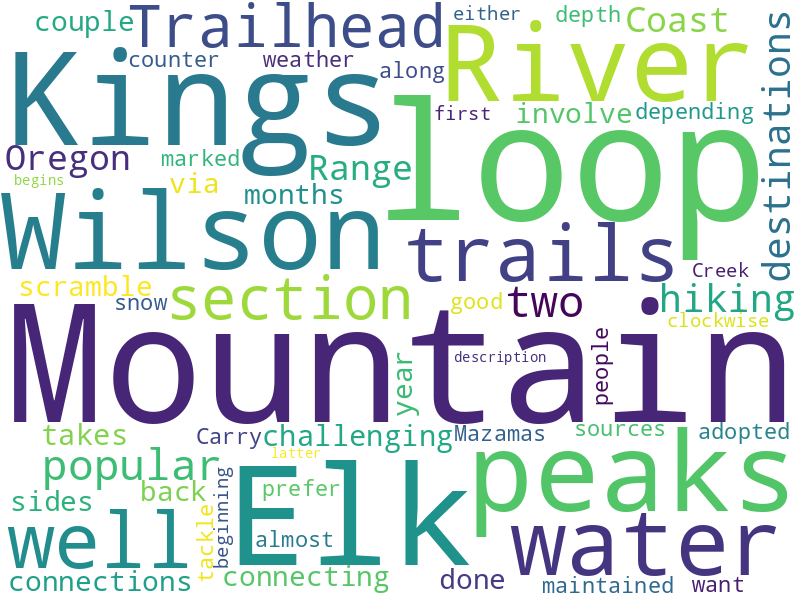 couple
Trailhead
either
depth
Coast
River
counter
weather
along
Kings
first
involve
depending
destinations
loop
Oregon
marked
Range
begins
via
months
Wilson
trails
Creek
scramble
snow
section
good
two
hiking
clockwise
Mountain
people
description
year
takes
Carry
challenging
Mazamas
sources
adopted
latter
popular
Elk
peaks
back
beginning
prefer
sides
tackle
well
almost
water
connections
connecting
done
maintained
want